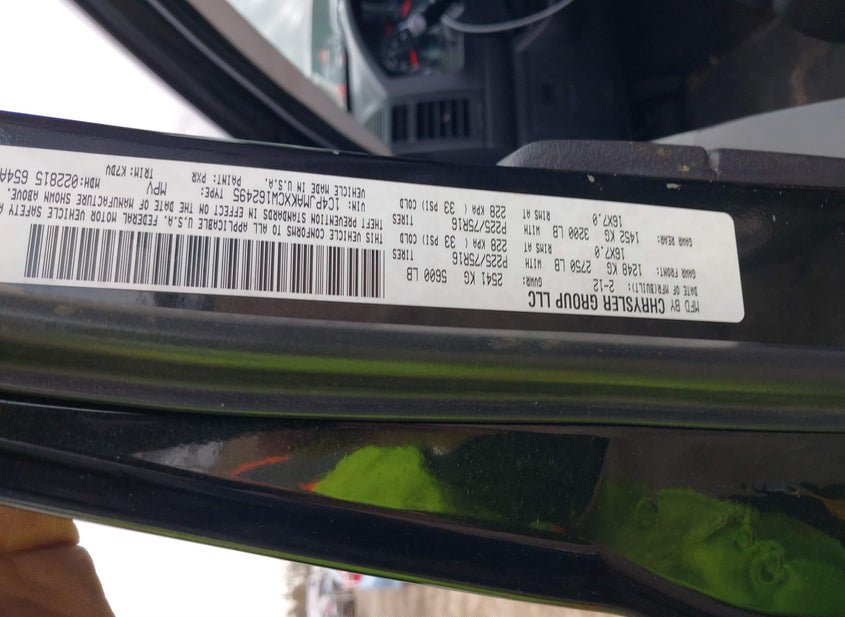 MFD BY
CHRYSLER GROUP LLC
DATE OF MFR(BUILT): 2-12 GVWR: 2541 KG 5600 LB
GAWR FRONT: 1248 KG 2750 LB WITH P225/75R16 TIRES
16X7.0 RIMS AT 228 KPA( 33 PSI) COLD
GAWR REAR: 1452 KG 3200 LB WITH P225/75R16 TIRES
16X7.0 RIMS AT 228 KPA( 33 PSI) COLD
THIS VEHICLE CONFORMS TO ALL APPLICABLE U.S.A. FEDERAL MOTOR VEHICLE SAFETY
THEFT PREVENTION STANDARDS IN EFFECT ON THE DATE OF MANUFACTURE SHOWN ABOVE.
VIN: 1C4PJMAKXCW162495 TYPE: MPV
VEHICLE MADE IN U.S.A. PAINT: PXR TRIM: K7DV
MDH:022815 654A